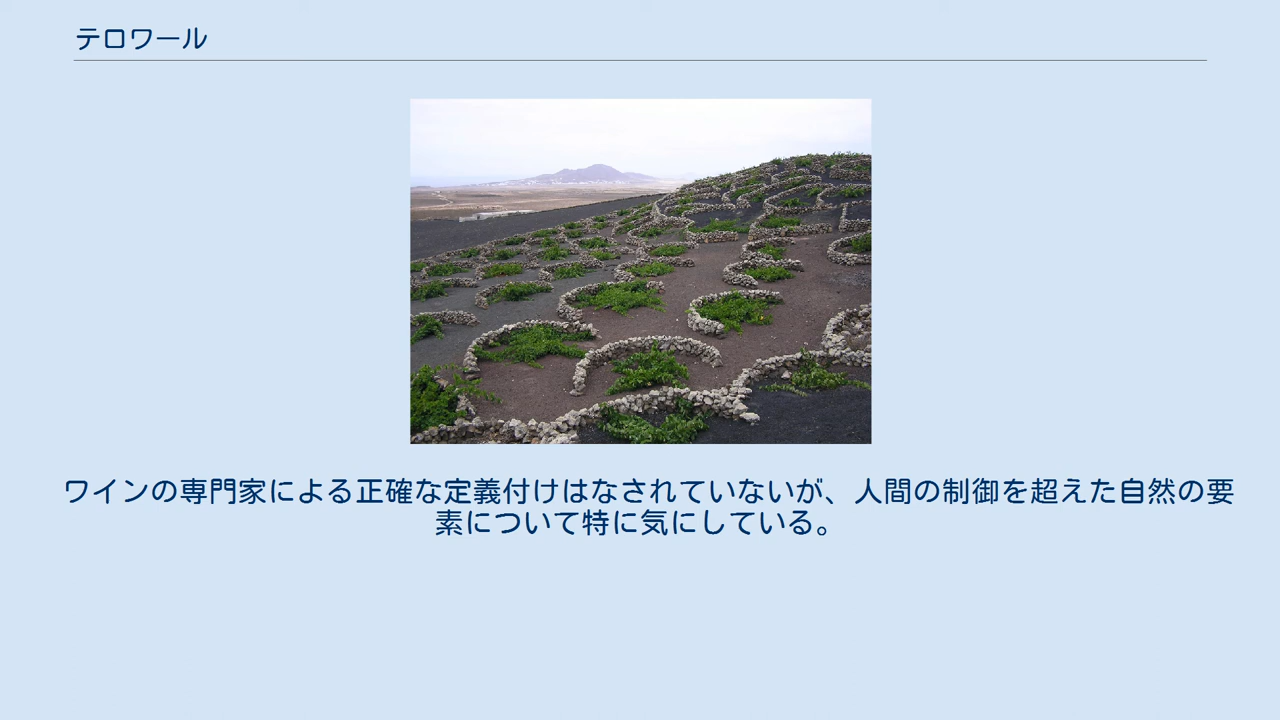 テロワール
ワインの専門家による正確な定義付けはなされていないが、人間の制御を超えた自然の要
素について特に気にしている。